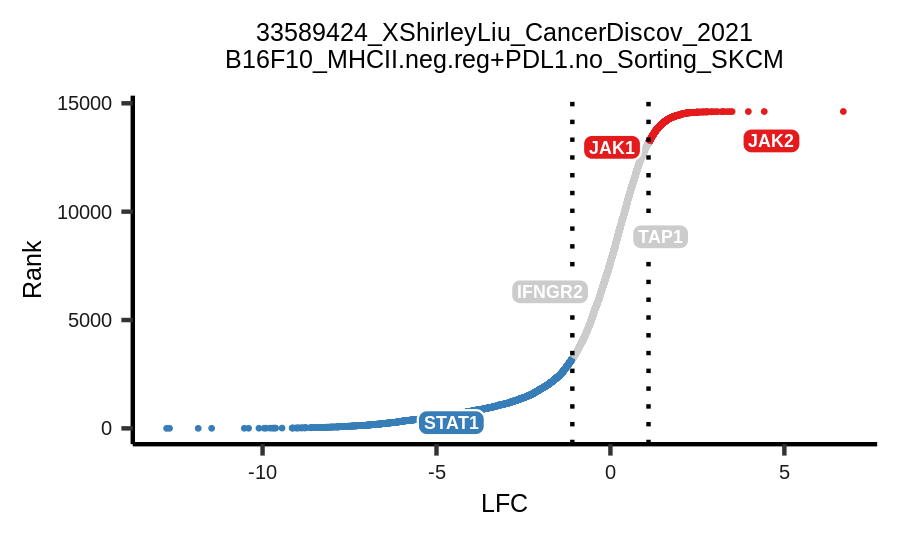 33589424_XShirleyLiu_CancerDiscov_2021
B16F10_MHCII.neg.reg+PDL1.no_Sorting_SKCM
15000
10000
5000
0
Rank
JAK1
JAK2
TAP1
IFNGR2
STAT1
-10
-5
0
5
LFC